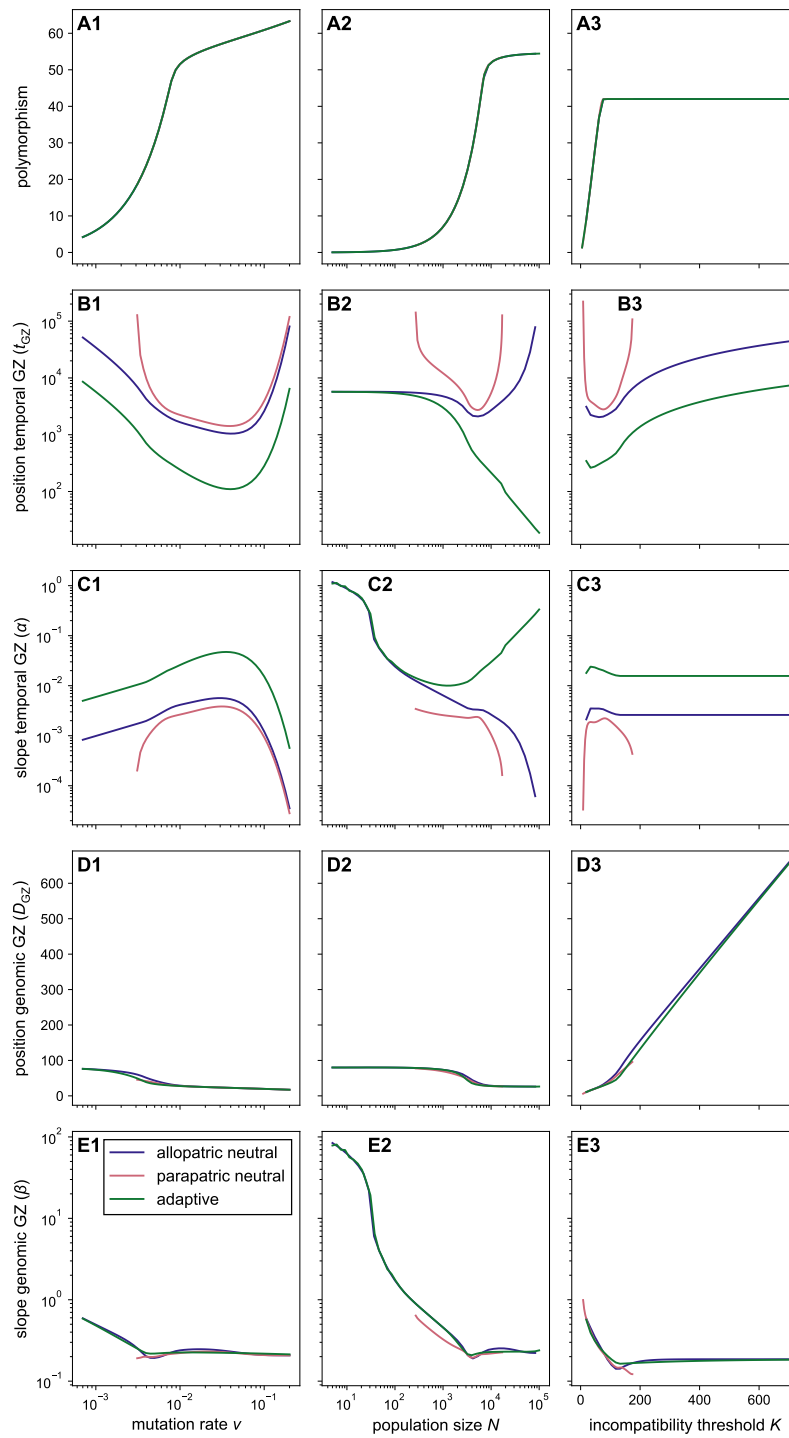 A1 A2 A3
polymorphism
60
50
40
30
20
10
0
B1 B2 B3
position temporal GZ (t_GZ)
10^5
10^4
10^3
10^2
C1 C2 C3
slope temporal GZ (α)
10^0
10^−1
10^−2
10^−3
10^−4
D1 D2 D3
position genomic GZ (D_GZ)
600
500
400
300
200
100
0
E1 E2 E3
allopatric neutral
parapatric neutral
adaptive
slope genomic GZ (β)
10^2
10^1
10^0
10^−1
10^−3 10^−2 10^−1 10^1 10^2 10^3 10^4 10^5 0 200 400 600
mutation rate v population size N incompatibility threshold K